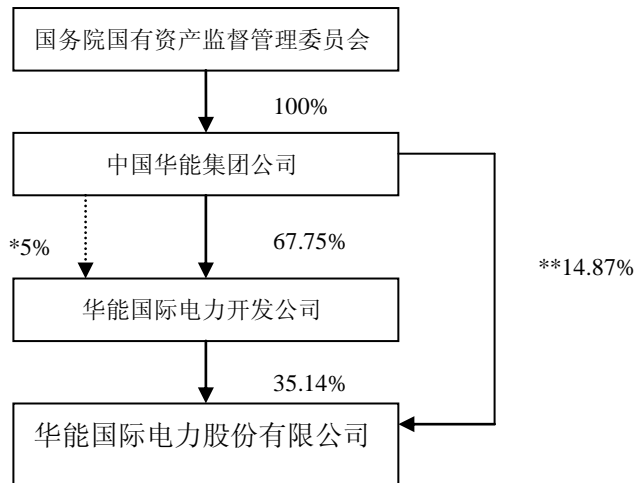 国务院国有资产监督管理委员会
100%
中国华能集团公司
*5%
67.75%
**14.87%
华能国际电力开发公司
35.14%
华能国际电力股份有限公司